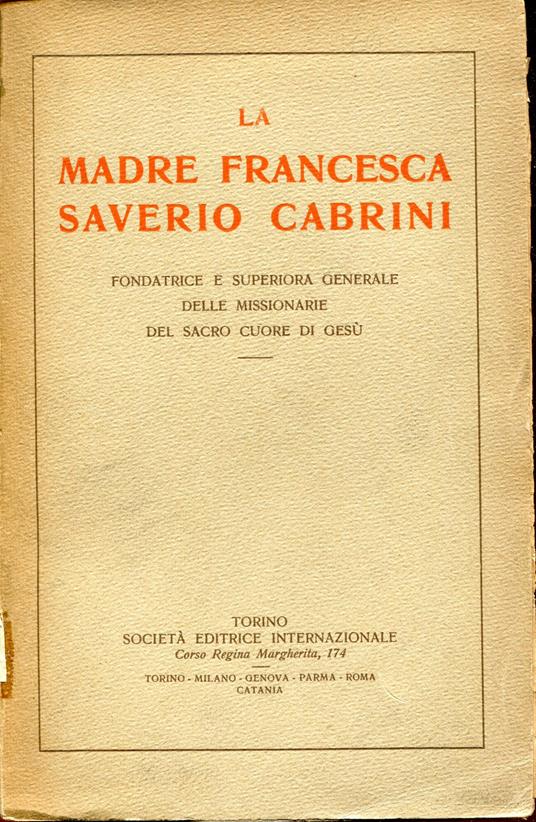 LA
MADRE FRANCESCA
SAVERIO CABRINI
FONDATRICE E SUPERIORA GENERALE
DELLE MISSIONARIE
DEL SACRO CUORE DI GESÙ
TORINO
SOCIETÀ EDITRICE INTERNAZIONALE
Corso Regina Margherita, 174
TORINO - MILANO - GENOVA - PARMA - ROMA
CATANIA